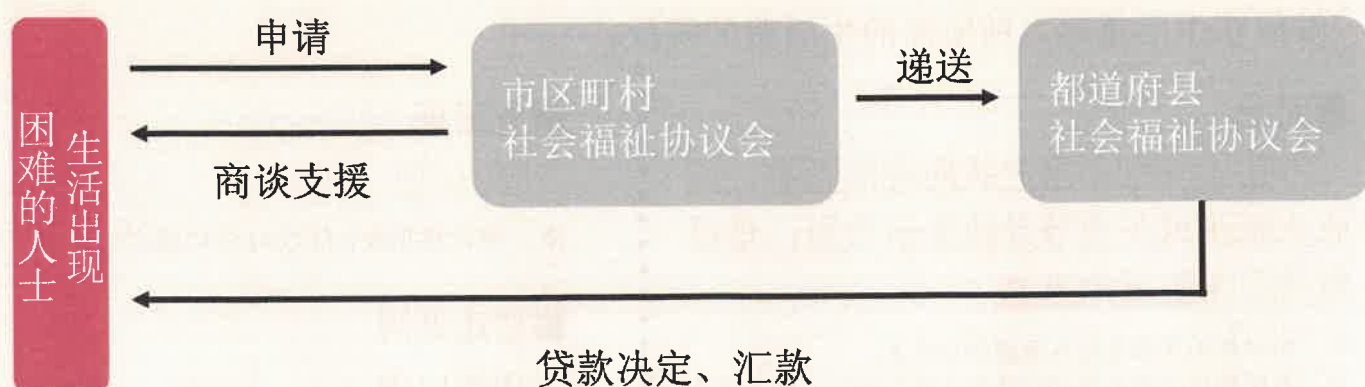 生活出现
困难的人士
申请
商谈支援
市区町村
社会福祉协议会
递送
都道府县
社会福祉协议会
贷款决定、汇款